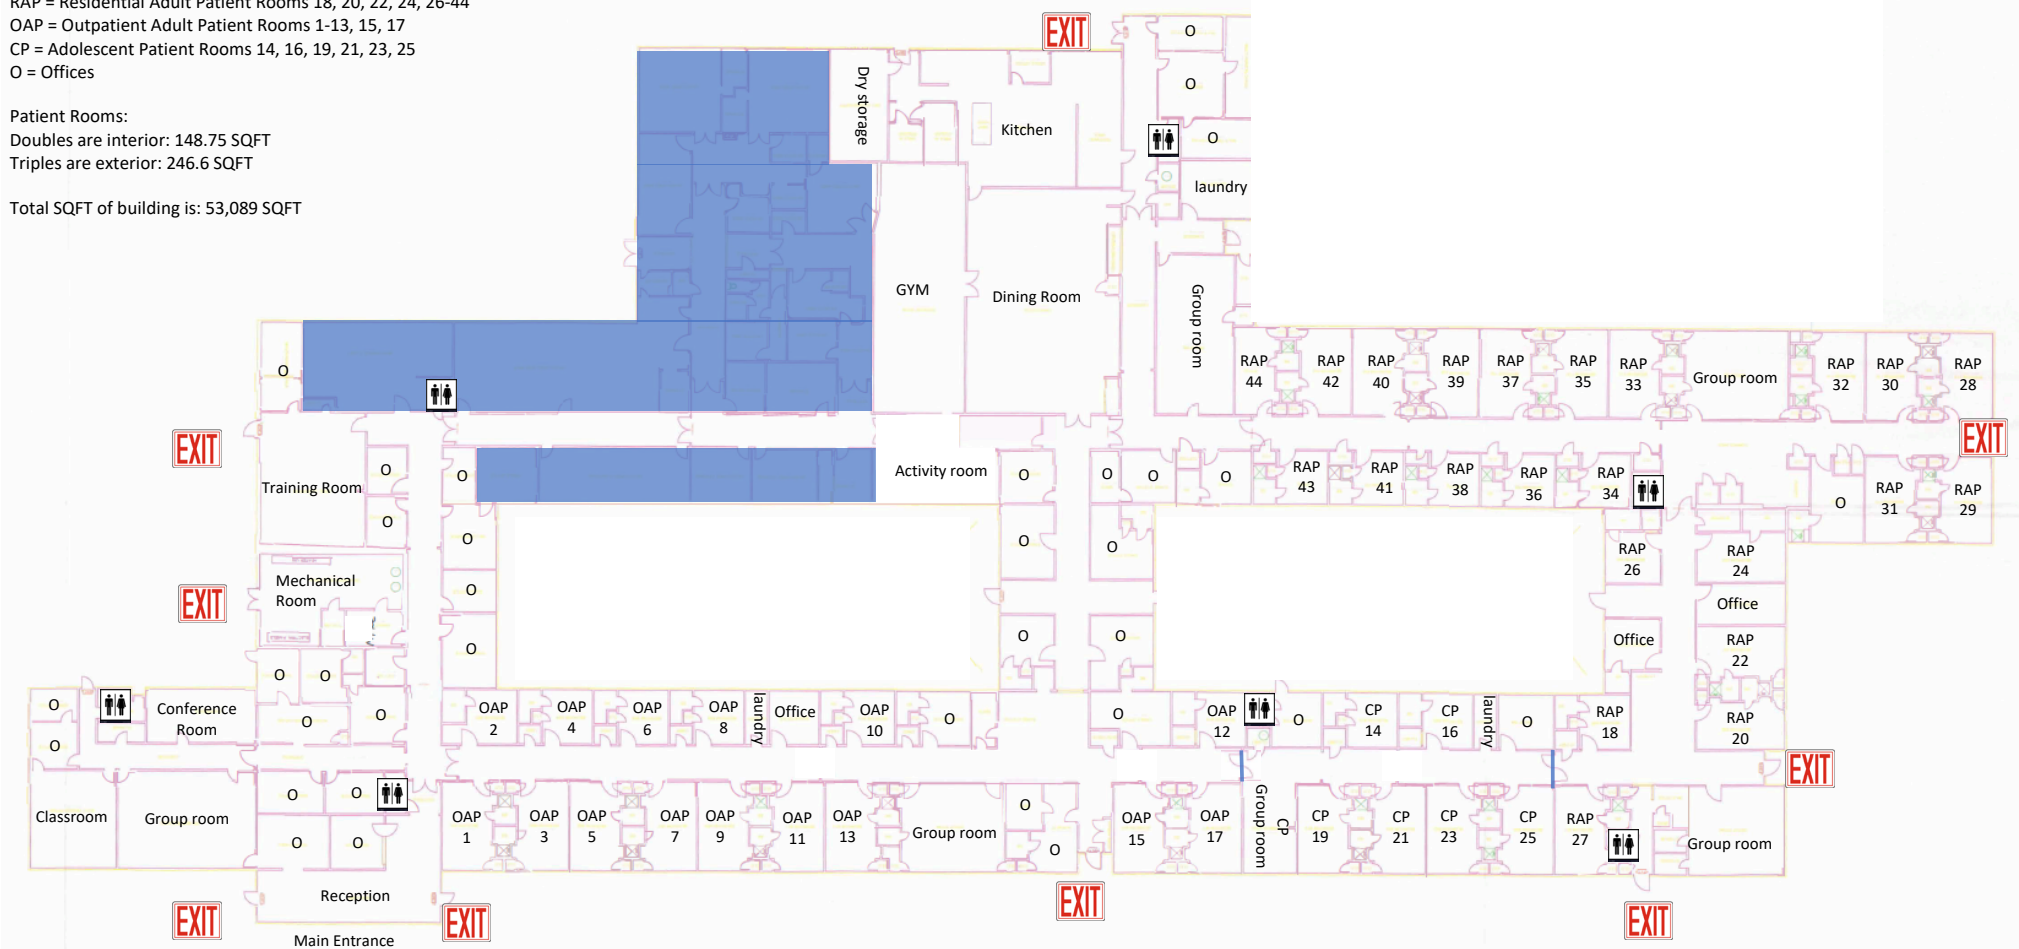 RAP = Residential Adult Patient Rooms 18, 20, 22, 24, 26-44
OAP = Outpatient Adult Patient Rooms 1-13, 15, 17
CP = Adolescent Patient Rooms 14, 16, 19, 21, 23, 25
O = Offices
Patient Rooms:
Doubles are interior: 148.75 SQFT
Triples are exterior: 246.6 SQFT
Total SQFT of building is: 53,089 SQFT
EXIT
O
O
O
laundry
Dry storage
Kitchen
GYM
Dining Room
Group room
O
RAP
44
RAP
42
RAP
40
RAP
39
RAP
37
RAP
35
RAP
33
Group room
RAP
32
RAP
30
RAP
28
EXIT
EXIT
Training Room
O
O
O
Activity room
O
O
O
O
RAP
43
RAP
41
RAP
38
RAP
36
RAP
34
O
RAP
31
RAP
29
O
O
O
O
O
RAP
26
RAP
24
Office
EXIT
Mechanical
Room
O
O
O
Office
RAP
22
O
O
O
O
O
O
Conference
Room
OAP
2
OAP
4
OAP
6
OAP
8
laundry
Office
OAP
10
O
O
OAP
12
O
CP
14
CP
16
laundry
O
RAP
18
RAP
20
EXIT
Classroom
Group room
O
O
O
O
OAP
1
OAP
3
OAP
5
OAP
7
OAP
9
OAP
11
OAP
13
Group room
O
O
OAP
15
OAP
17
CP
Group room
CP
19
CP
21
CP
23
CP
25
RAP
27
Group room
Reception
EXIT
EXIT
EXIT
EXIT
Main Entrance